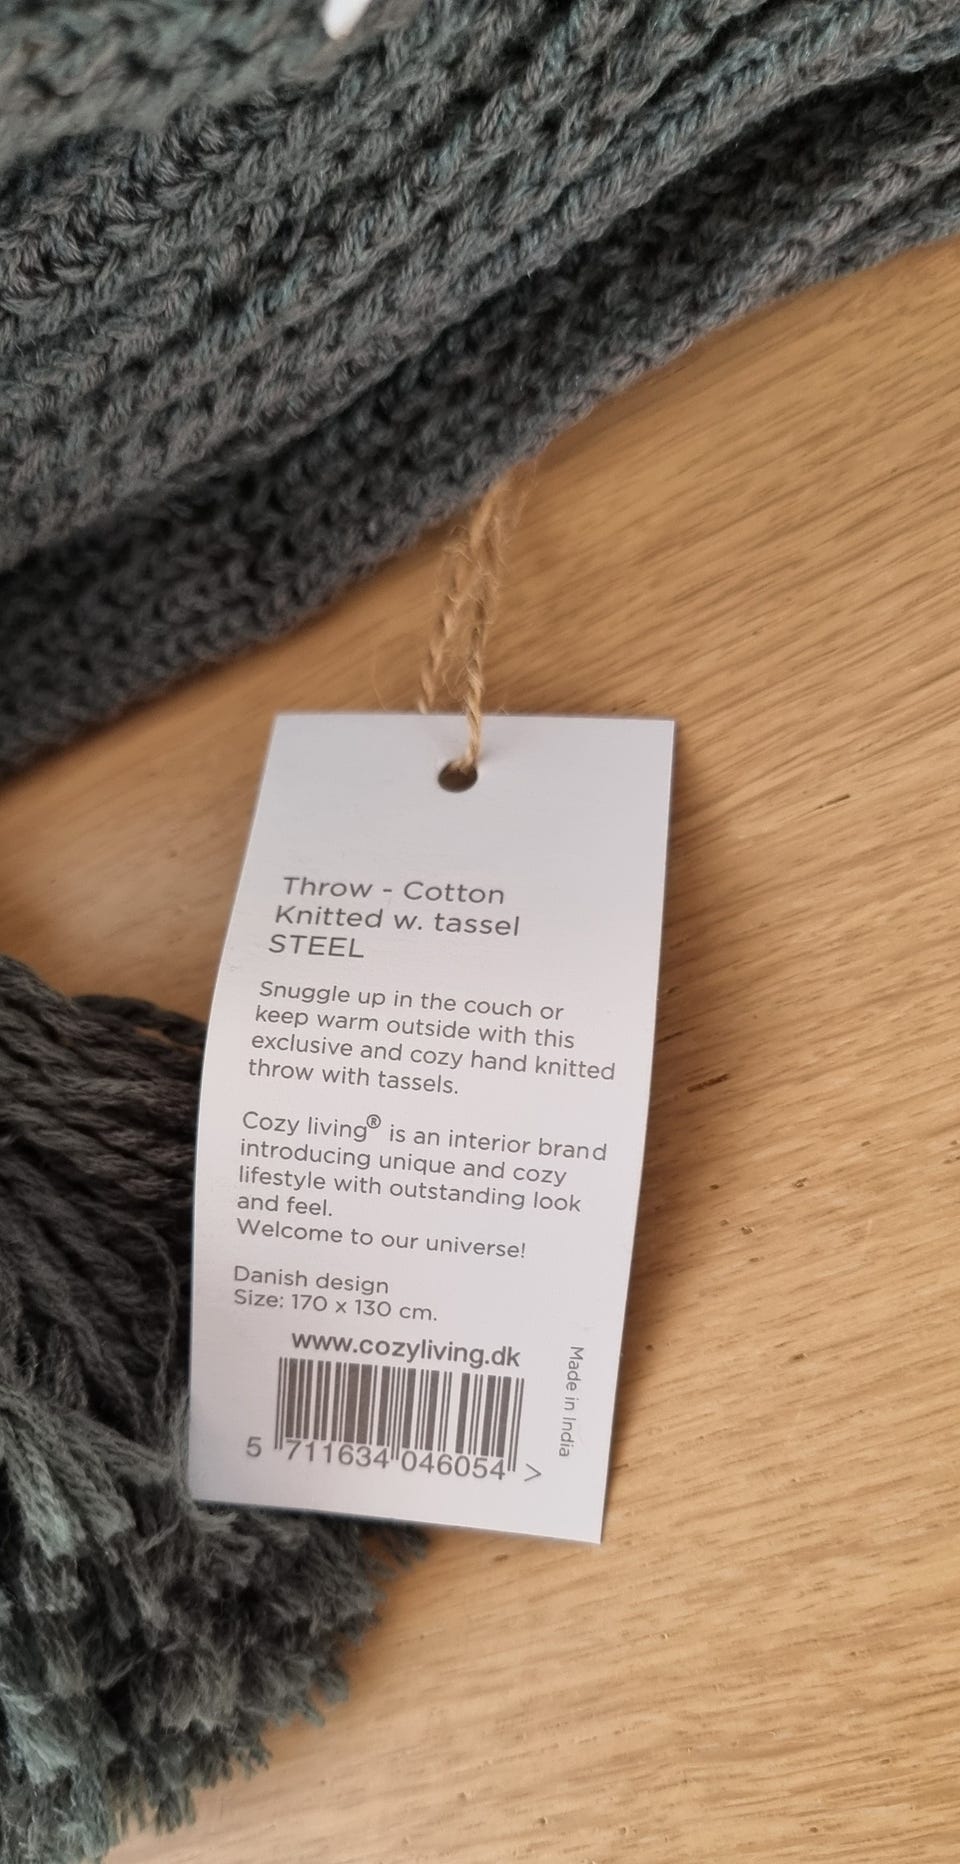 Throw - Cotton
Knitted w. tassel
STEEL
Snuggle up in the couch or
keep warm outside with this
exclusive and cozy hand knitted
throw with tassels.
Cozy living® is an interior brand
introducing unique and cozy
lifestyle with outstanding look
and feel.
Welcome to our universe!
Danish design
Size: 170 x 130 cm.
www.cozyliving.dk
5 711634 046054 >
Made in India